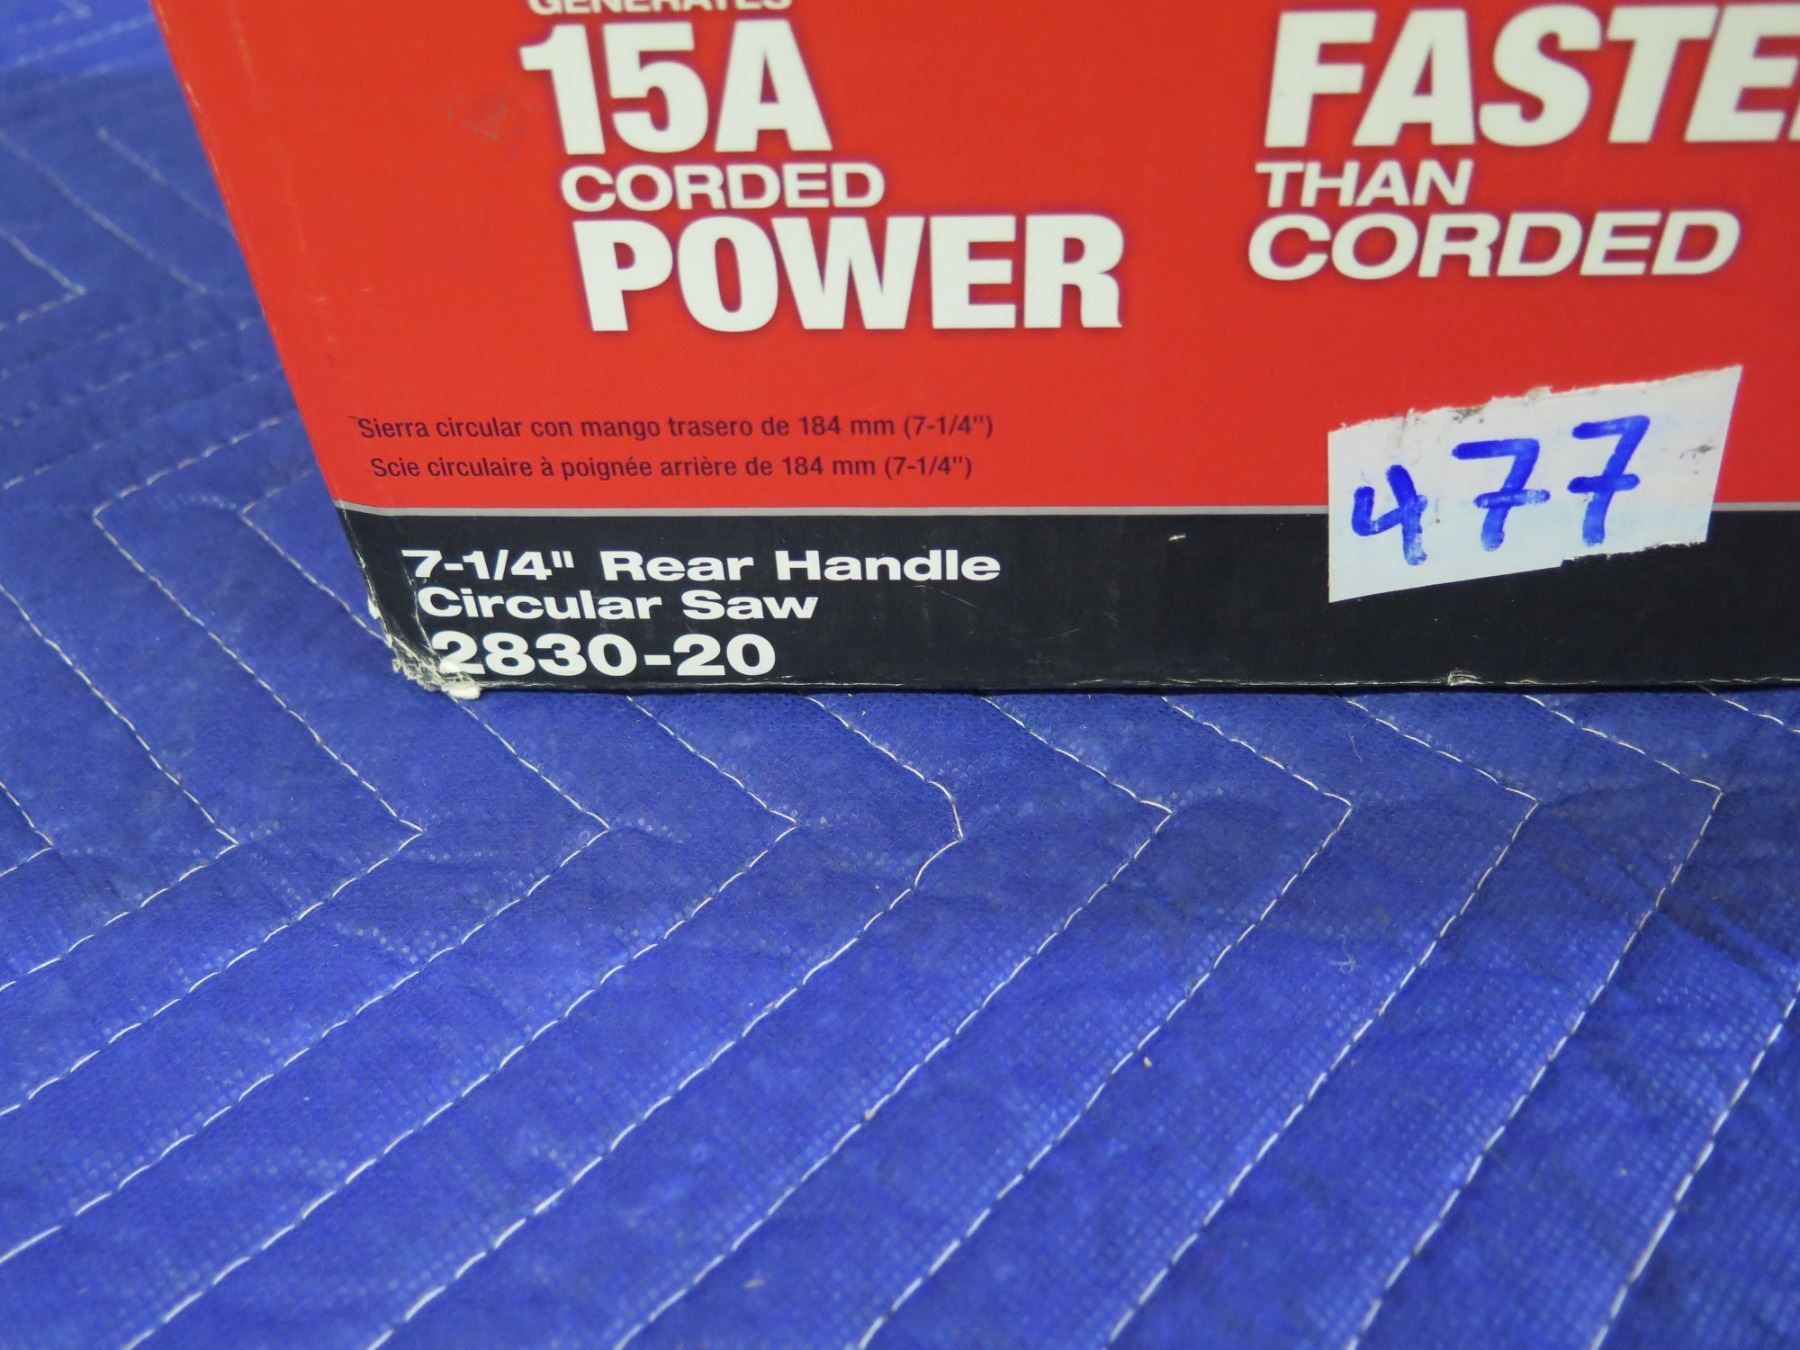 GENERATES
15A
CORDED
POWER
FASTE
THAN
CORDED
Sierra circular con mango trasero de 184 mm (7-1/4")
Scie circulaire à poignée arrière de 184 mm (7-1/4")
477
7-1/4" Rear Handle
Circular Saw
2830-20